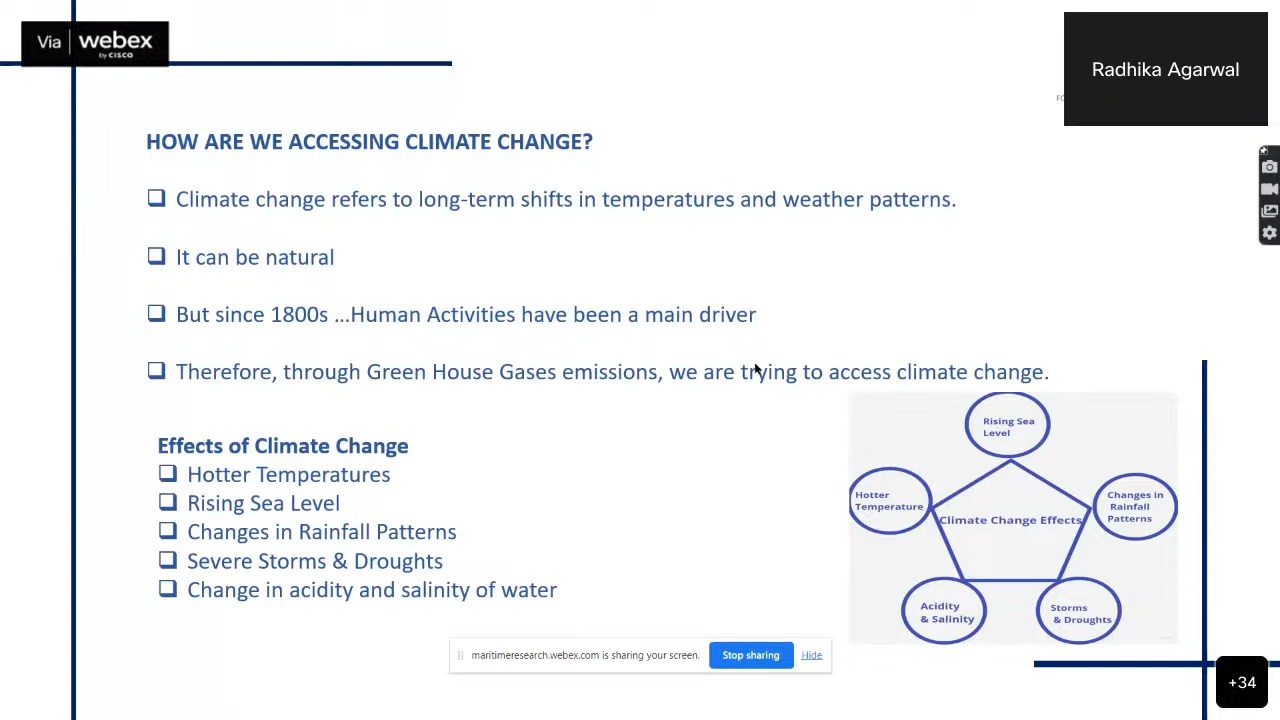 Via webex
by CISCO
Radhika Agarwal
HOW ARE WE ACCESSING CLIMATE CHANGE?
Climate change refers to long-term shifts in temperatures and weather patterns.
It can be natural
But since 1800s ...Human Activities have been a main driver
Therefore, through Green House Gases emissions, we are trying to access climate change.
Effects of Climate Change
Hotter Temperatures
Rising Sea Level
Changes in Rainfall Patterns
Severe Storms & Droughts
Change in acidity and salinity of water
Rising Sea
Level
Hotter
Temperature
Changes in
Rainfall
Patterns
Climate Change Effects
Acidity
& Salinity
Storms
& Droughts
maritimeresearch.webex.com is sharing your screen.
Stop sharing
Hide
+34